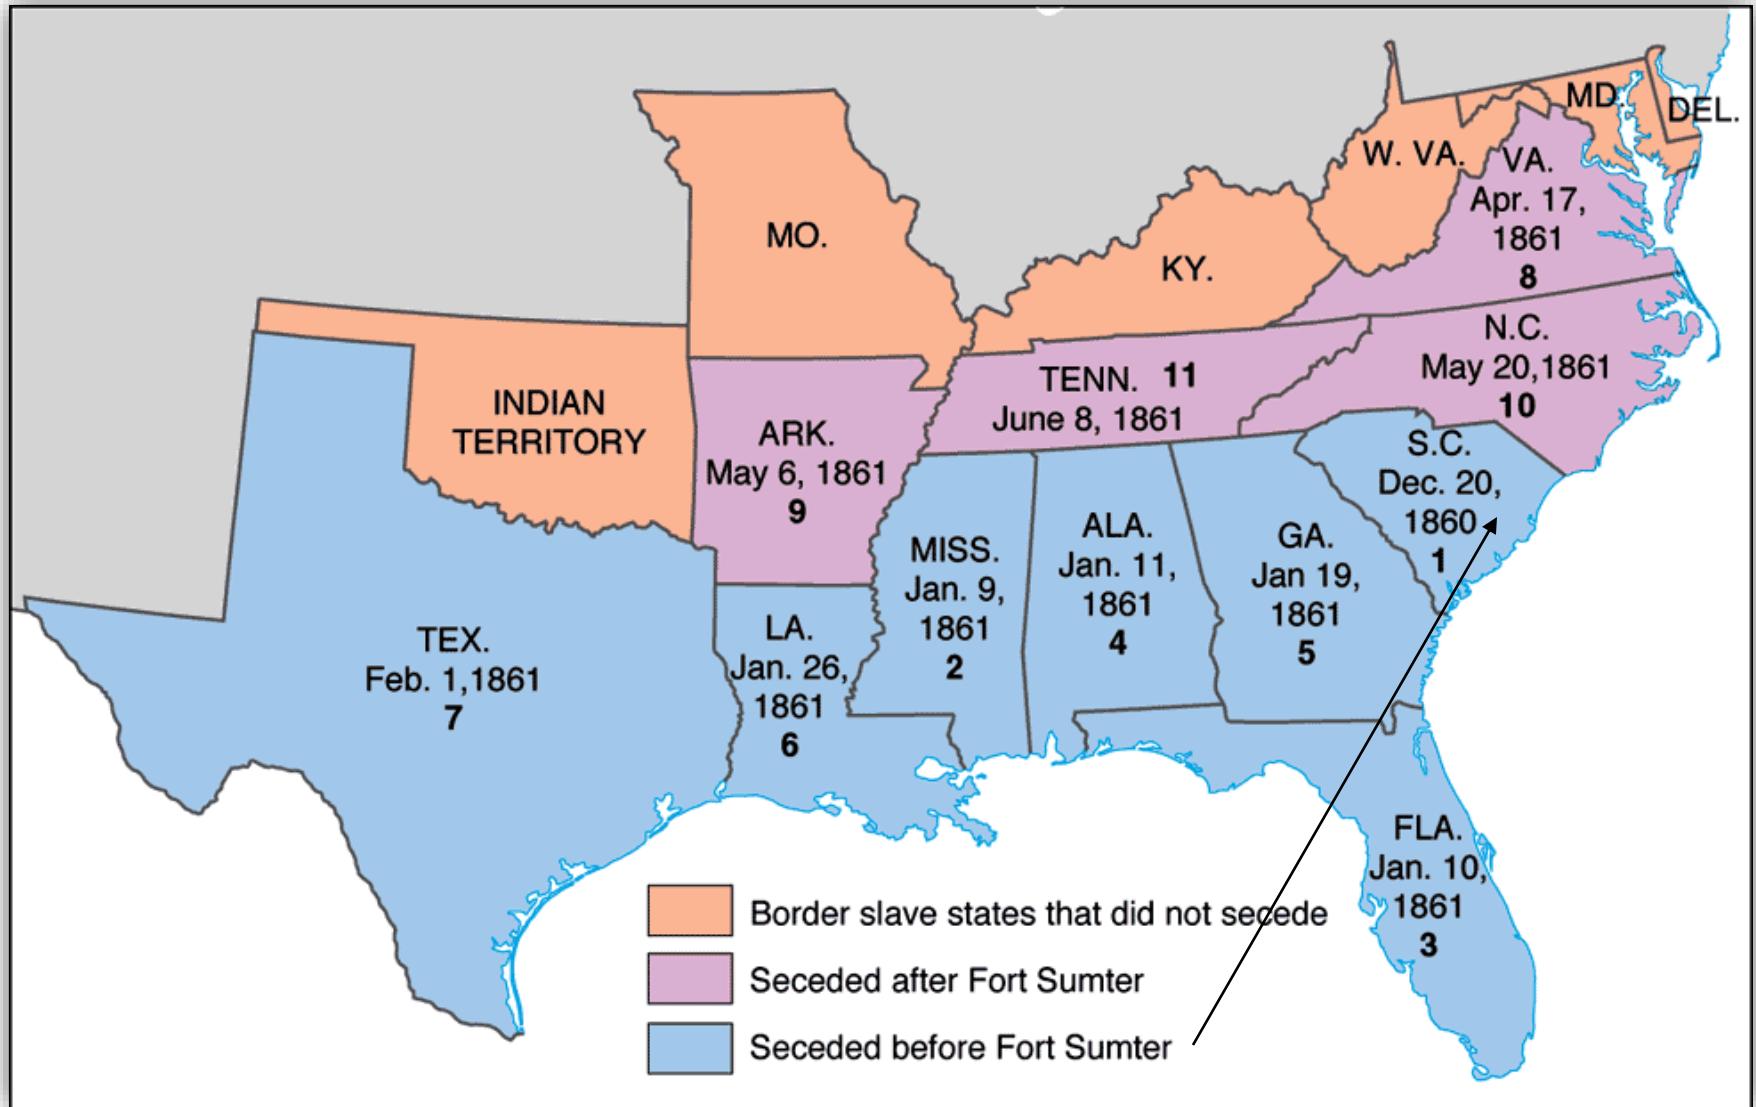 MD.
DEL.
W. VA.
VA.
Apr. 17,
1861
8
MO.
KY.
N.C.
May 20,1861
10
TENN. 11
June 8, 1861
INDIAN
TERRITORY
ARK.
May 6, 1861
9
S.C.
Dec. 20,
1860
1
MISS.
Jan. 9,
1861
2
ALA.
Jan. 11,
1861
4
GA.
Jan 19,
1861
5
TEX.
Feb. 1,1861
7
LA.
Jan. 26,
1861
6
FLA.
Jan. 10,
1861
3
Border slave states that did not secede
Seceded after Fort Sumter
Seceded before Fort Sumter